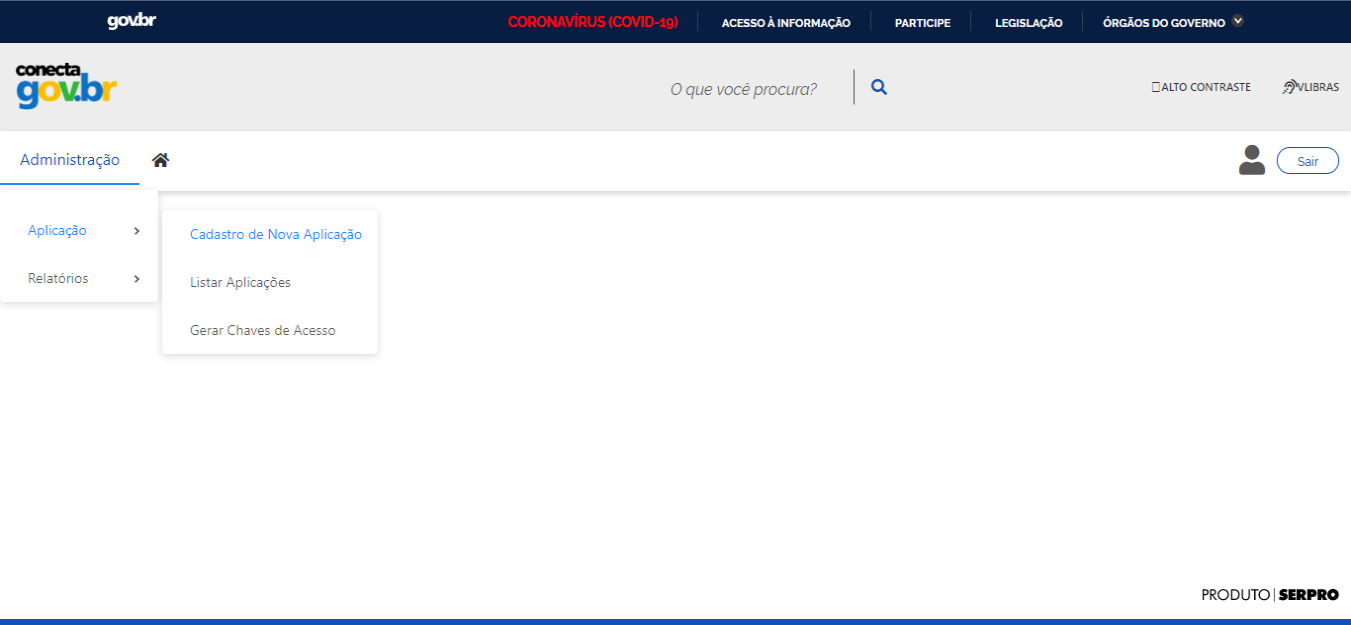 gov.br
CORONAVÍRUS (COVID-19)
ACESSO À INFORMAÇÃO
PARTICIPE
LEGISLAÇÃO
ÓRGÃOS DO GOVERNO
conecta
gov.br
O que você procura?
ALTO CONTRASTE
VLIBRAS
Administração
Sair
Aplicação
Relatórios
Cadastro de Nova Aplicação
Listar Aplicações
Gerar Chaves de Acesso
PRODUTO | SERPRO